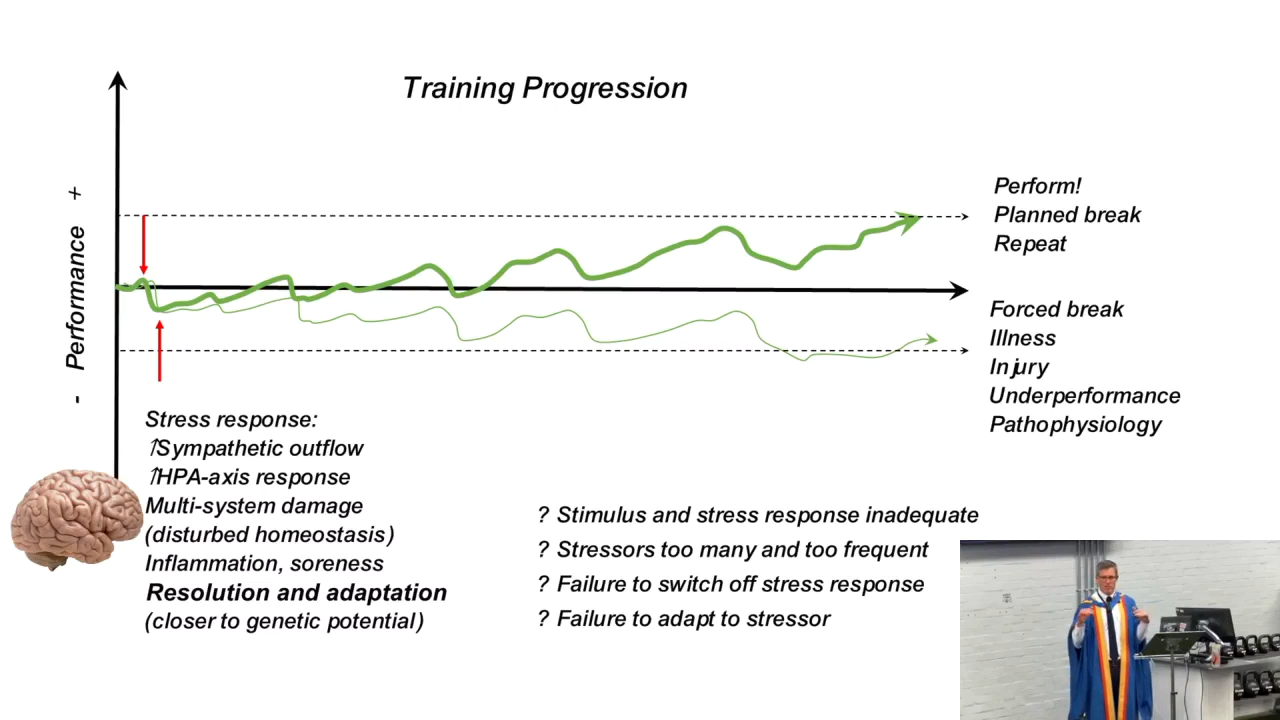 Training Progression
- Performance +
Perform!
Planned break
Repeat
Forced break
Illness
Injury
Underperformance
Pathophysiology
Stress response:
↑Sympathetic outflow
↑HPA-axis response
Multi-system damage
(disturbed homeostasis)
Inflammation, soreness
Resolution and adaptation
(closer to genetic potential)
? Stimulus and stress response inadequate
? Stressors too many and too frequent
? Failure to switch off stress response
? Failure to adapt to stressor